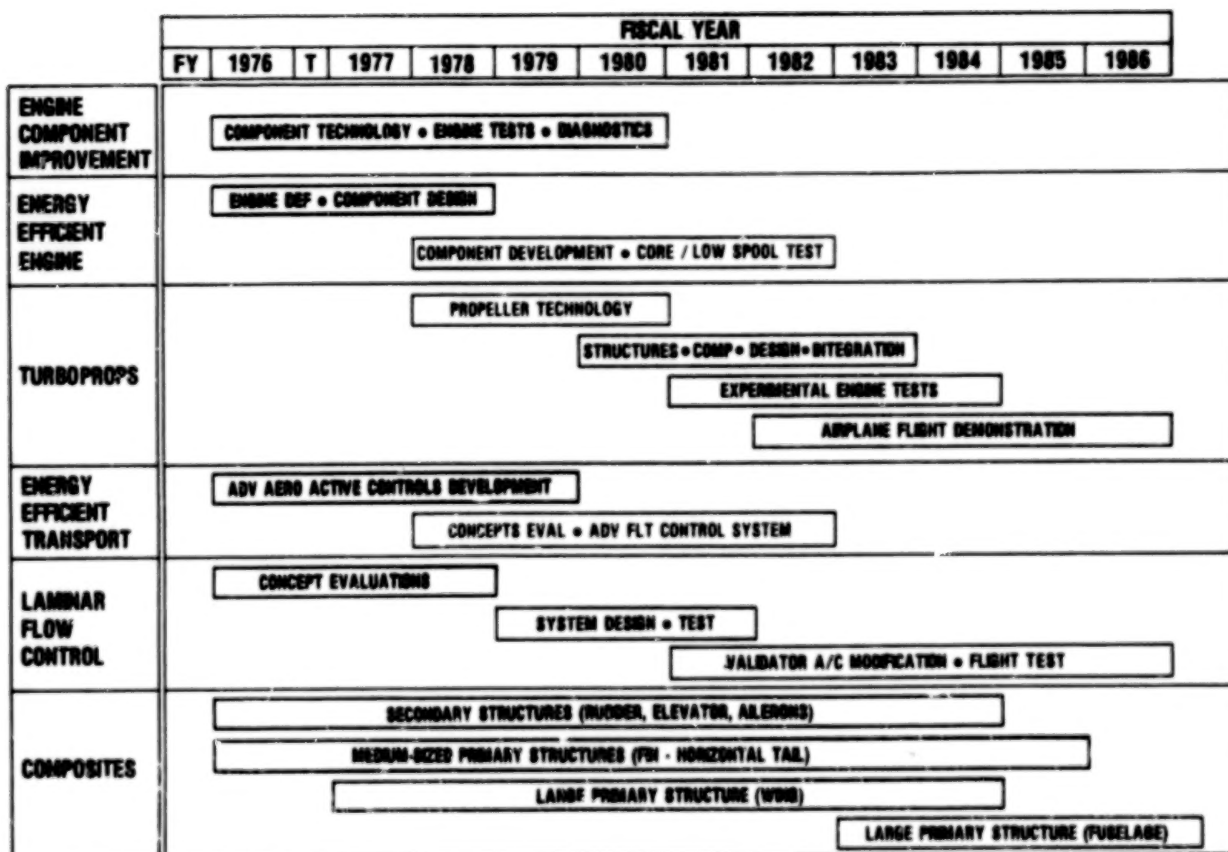 FISCAL YEAR
FY 1976 T 1977 1978 1979 1980 1981 1982 1983 1984 1985 1986
ENGINE
COMPONENT
IMPROVEMENT
COMPONENT TECHNOLOGY • ENGINE TESTS • DIAGNOSTICS
ENERGY
EFFICIENT
ENGINE
ENGINE DEF • COMPONENT DESIGN
COMPONENT DEVELOPMENT • CORE / LOW SPOOL TEST
TURBOPROPS
PROPELLER TECHNOLOGY
STRUCTURES • COMP • DESIGN • INTEGRATION
EXPERIMENTAL ENGINE TESTS
AIRPLANE FLIGHT DEMONSTRATION
ENERGY
EFFICIENT
TRANSPORT
ADV AERO ACTIVE CONTROLS DEVELOPMENT
CONCEPTS EVAL • ADV FLT CONTROL SYSTEM
LAMINAR
FLOW
CONTROL
CONCEPT EVALUATIONS
SYSTEM DESIGN • TEST
VALIDATOR A/C MODIFICATION • FLIGHT TEST
COMPOSITES
SECONDARY STRUCTURES (RUDDER, ELEVATOR, AILERONS)
MEDIUM-SIZED PRIMARY STRUCTURES (FIN - HORIZONTAL TAIL)
LARGE PRIMARY STRUCTURE (WING)
LARGE PRIMARY STRUCTURE (FUSELAGE)